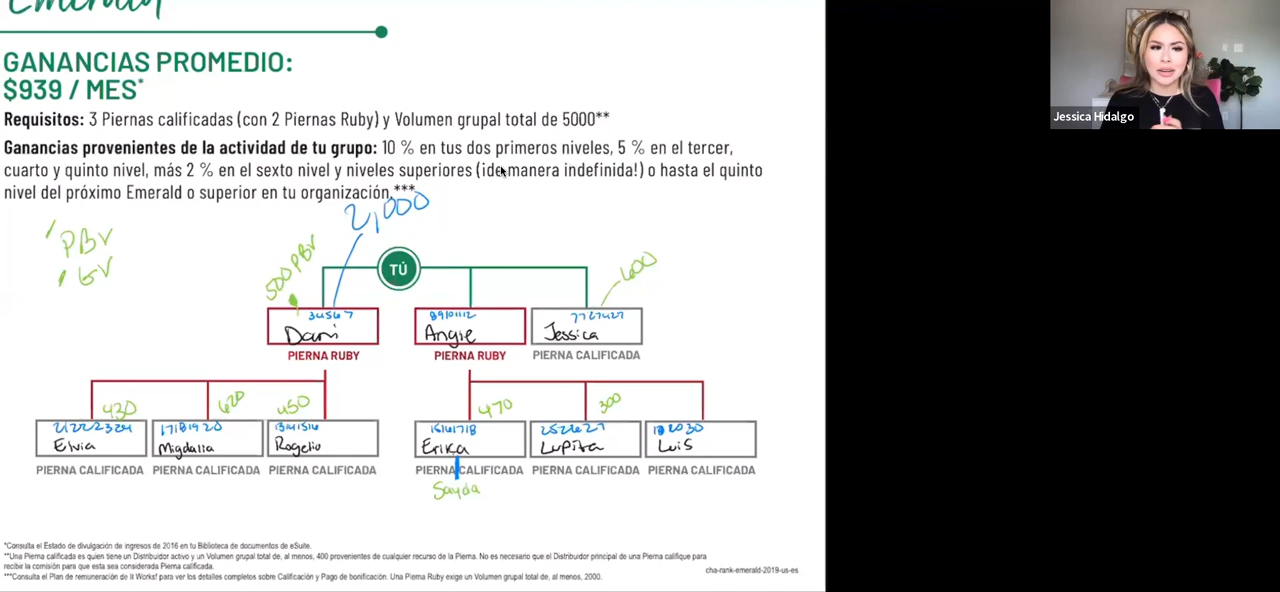 Emerald
GANANCIAS PROMEDIO:
$939 / MES*
Requisitos: 3 Piernas calificadas (con 2 Piernas Ruby) y Volumen grupal total de 5000**
Ganancias provenientes de la actividad de tu grupo: 10 % en tus dos primeros niveles, 5 % en el tercer,
cuarto y quinto nivel, más 2 % en el sexto nivel y niveles superiores (¡de manera indefinida!) o hasta el quinto
nivel del próximo Emerald o superior en tu organización.***
2,000
PBV
GV
500 PBV
TÚ
600
34567
89101112
7727427
Dani
Angie
Jessica
PIERNA RUBY
PIERNA RUBY
PIERNA CALIFICADA
430
620
450
470
300
17181920
15161718
252627
Elvia
Migdalia
Rogelio
Erika
Lupita
Luis
PIERNA CALIFICADA
PIERNA CALIFICADA
PIERNA CALIFICADA
PIERNA CALIFICADA
PIERNA CALIFICADA
PIERNA CALIFICADA
Sayda
*Consulta el Estado de divulgación de ingresos de 2016 en tu Biblioteca de documentos de eSuite.
**Una Pierna calificada es quien tiene un Distribuidor activo y un Volumen grupal total de, al menos, 400 provenientes de cualquier recurso de la Pierna. No es necesario que el Distribuidor principal de una Pierna califique para
recibir la comisión para que esta sea considerada Pierna calificada.
***Consulta el Plan de remuneración de It Works! para ver los detalles completos sobre Calificación y Pago de bonificación. Una Pierna Ruby exige un Volumen grupal total de, al menos, 2000.
cha-rank-emerald-2019-us-es
Jessica Hidalgo